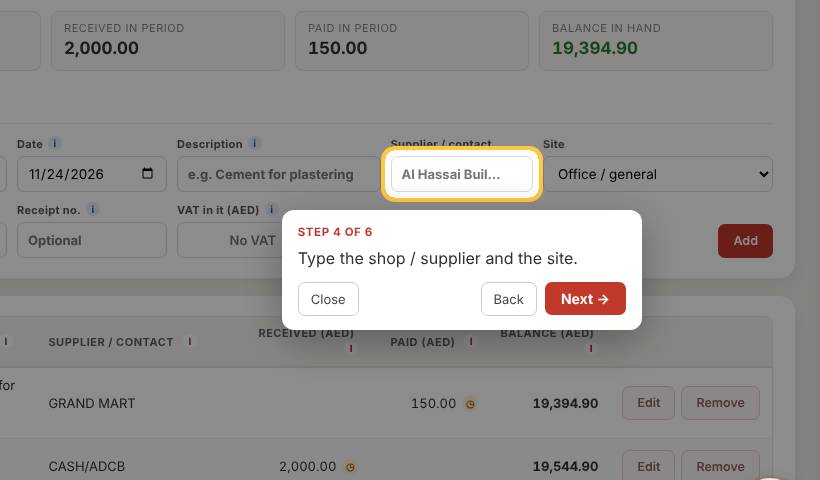 RECEIVED IN PERIOD
2,000.00
PAID IN PERIOD
150.00
BALANCE IN HAND
19,394.90
Date i
Description i
Supplier / contact
Site
11/24/2026
e.g. Cement for plastering
Al Hassai Buil...
Office / general
Receipt no. i
VAT in it (AED) i
Optional
No VAT
Add
STEP 4 OF 6
Type the shop / supplier and the site.
Close
Back
Next →
SUPPLIER / CONTACT i
RECEIVED (AED) i
PAID (AED) i
BALANCE (AED) i
for
GRAND MART
150.00
19,394.90
Edit
Remove
CASH/ADCB
2,000.00
19,544.90
Edit
Remove